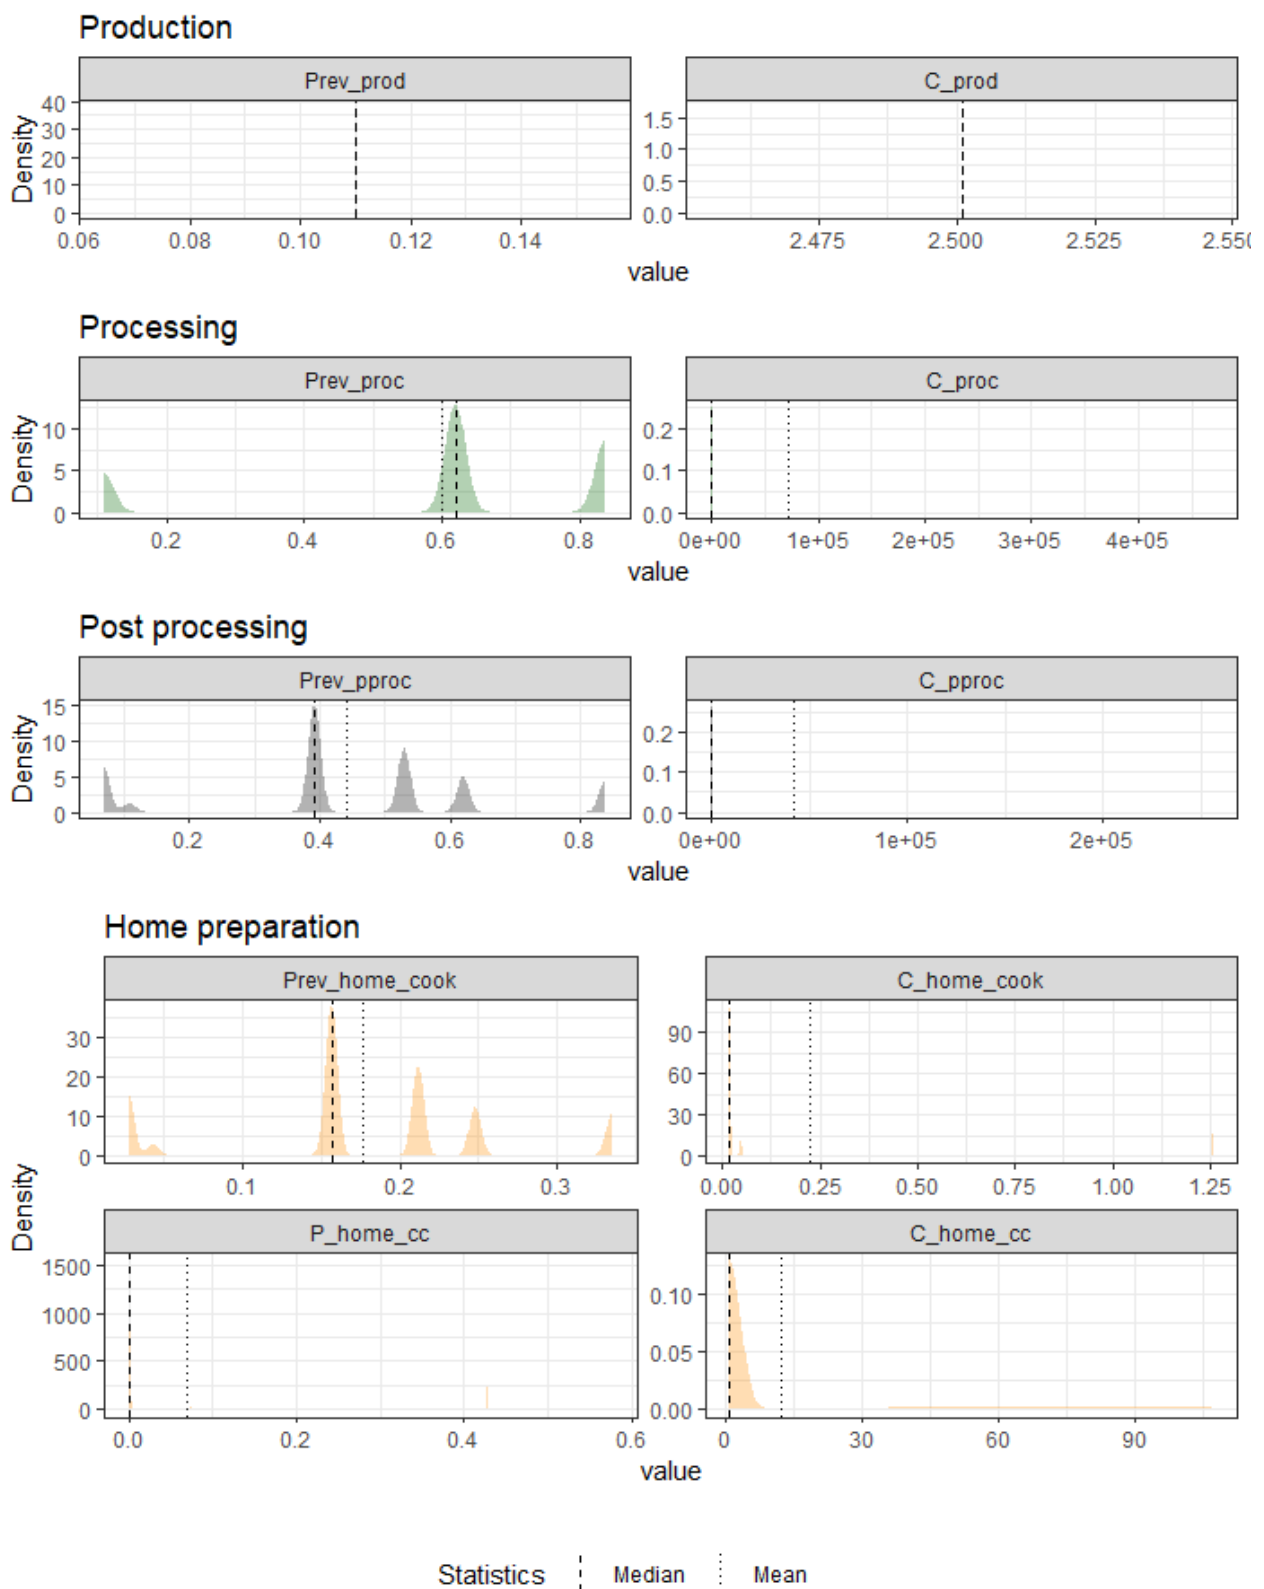 Production
Prev_prod
C_prod
Density
40
30
20
10
0
1.5
1.0
0.5
0.0
0.06 0.08 0.10 0.12 0.14
2.475 2.500 2.525 2.550
value
Processing
Prev_proc
C_proc
Density
10
5
0
0.2
0.1
0.0
0.2 0.4 0.6 0.8
0e+00 1e+05 2e+05 3e+05 4e+05
value
Post processing
Prev_pproc
C_pproc
Density
15
10
5
0
0.2
0.1
0.0
0.2 0.4 0.6 0.8
0e+00 1e+05 2e+05
value
Home preparation
Prev_home_cook
C_home_cook
30
20
10
0
90
60
30
0
0.1 0.2 0.3
0.00 0.25 0.50 0.75 1.00 1.25
Density
P_home_cc
C_home_cc
1500
1000
500
0
0.10
0.05
0.00
0.0 0.2 0.4 0.6
0 30 60 90
value
Statistics Median Mean